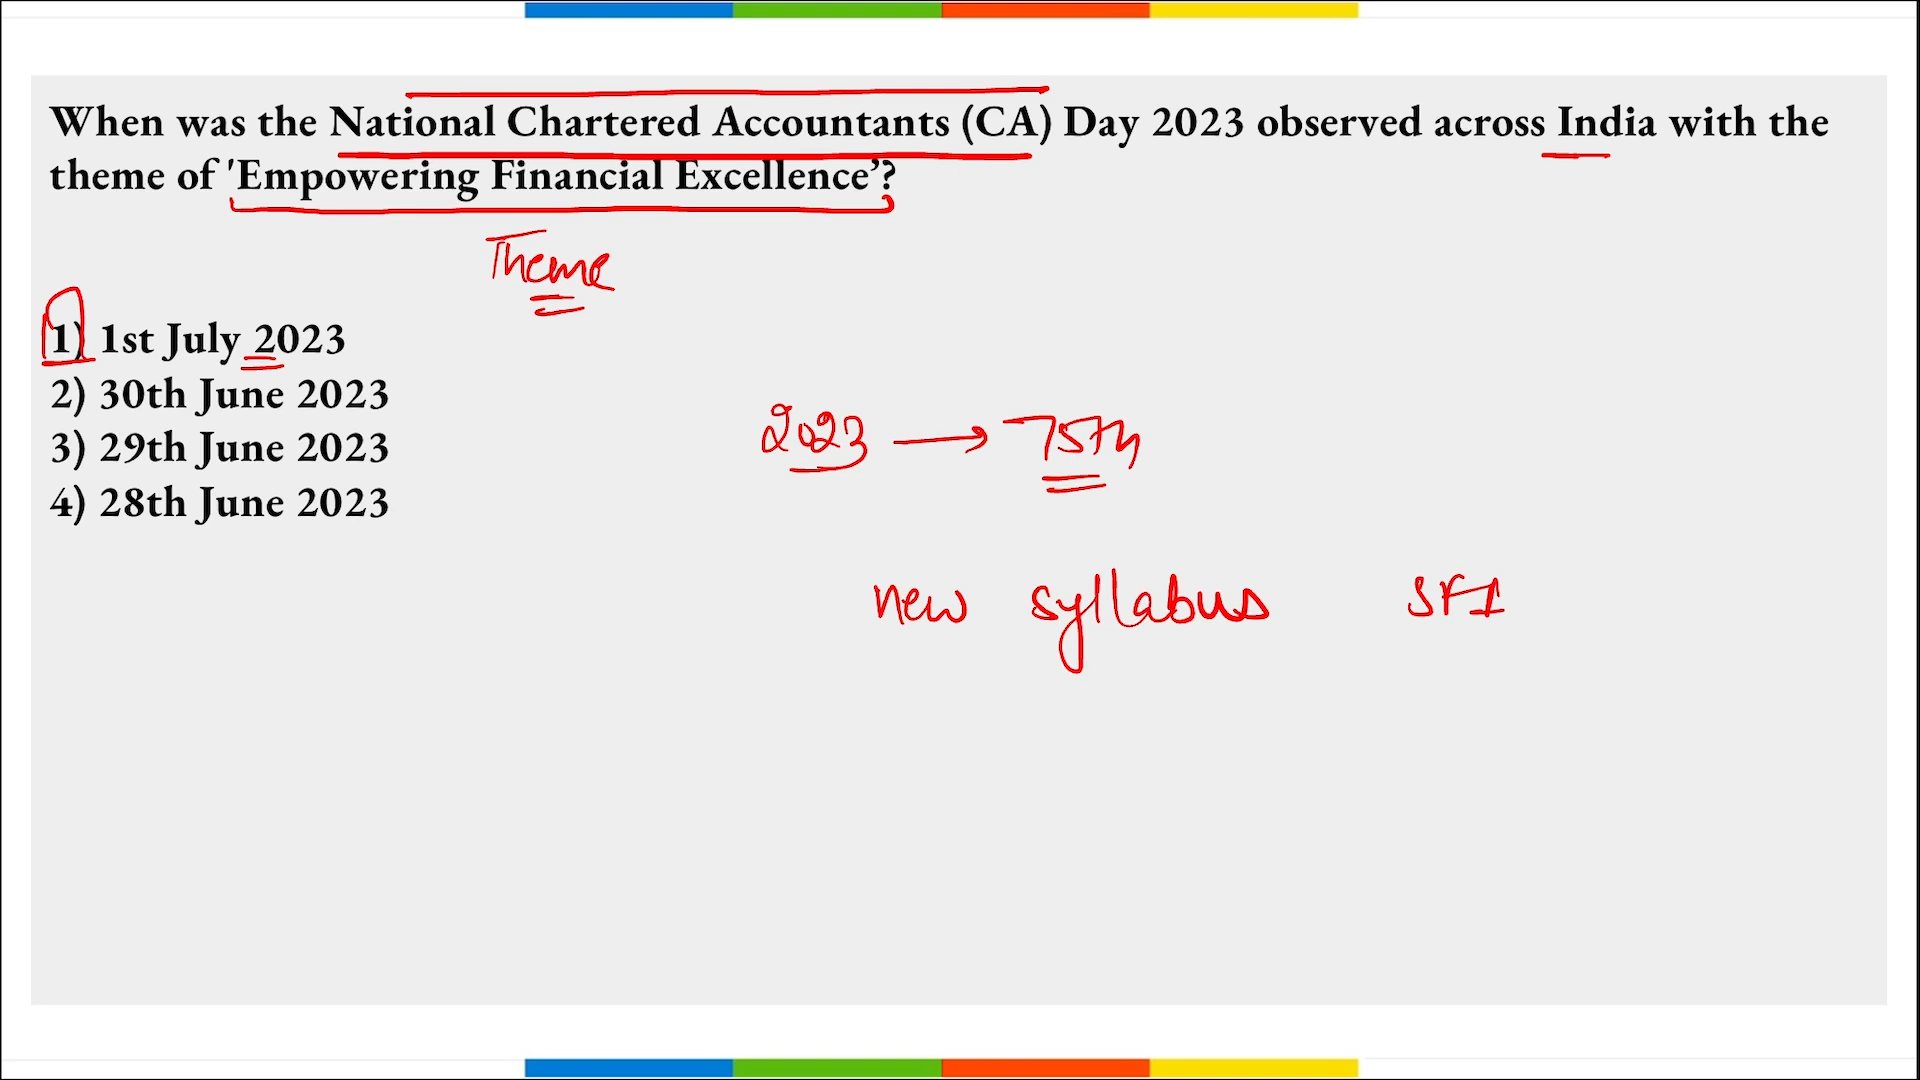 When was the National Chartered Accountants (CA) Day 2023 observed across India with the
theme of 'Empowering Financial Excellence’?
Theme
1) 1st July 2023
2) 30th June 2023
3) 29th June 2023
4) 28th June 2023
2023 → 75th
new syllabus